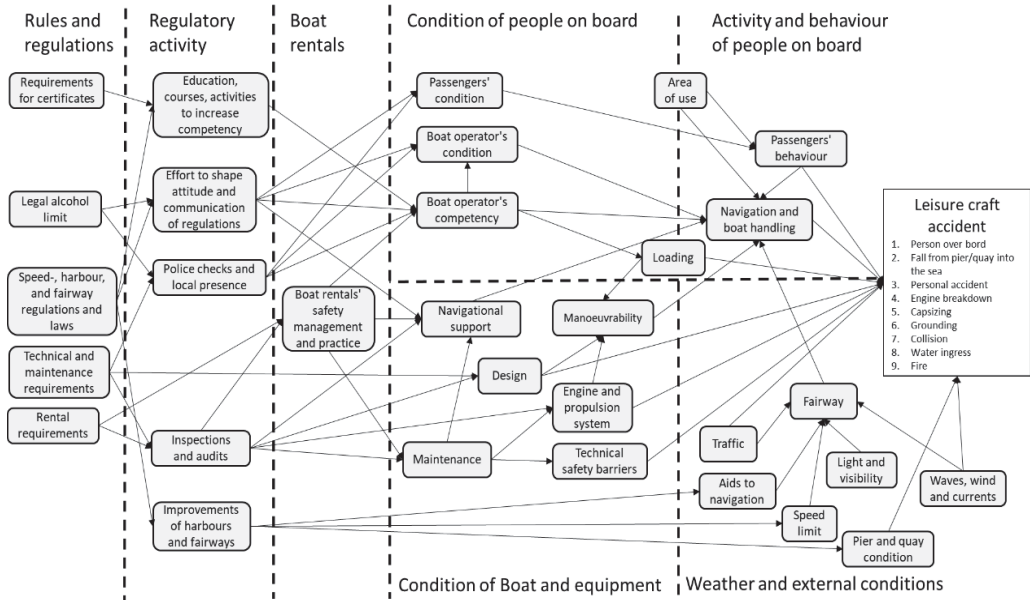 Rules and
regulations
Regulatory
activity
Boat
rentals
Condition of people on board
Activity and behaviour
of people on board
Requirements
for certificates
Legal alcohol
limit
Speed-, harbour,
and fairway
regulations and
laws
Technical and
maintenance
requirements
Rental
requirements
Education,
courses, activities
to increase
competency
Effort to shape
attitude and
communication
of regulations
Police checks and
local presence
Inspections
and audits
Improvements
of harbours
and fairways
Boat rentals'
safety
management
and practice
Passengers'
condition
Boat operator's
condition
Boat operator's
competency
Loading
Navigational
support
Manoeuvrability
Design
Engine and
propulsion
system
Maintenance
Technical
safety barriers
Condition of Boat and equipment
Area
of use
Passengers'
behaviour
Navigation and
boat handling
Fairway
Traffic
Light and
visibility
Aids to
navigation
Speed
limit
Waves, wind
and currents
Pier and quay
condition
Weather and external conditions
Leisure craft
accident
1. Person over bord
2. Fall from pier/quay into
the sea
3. Personal accident
4. Engine breakdown
5. Capsizing
6. Grounding
7. Collision
8. Water ingress
9. Fire